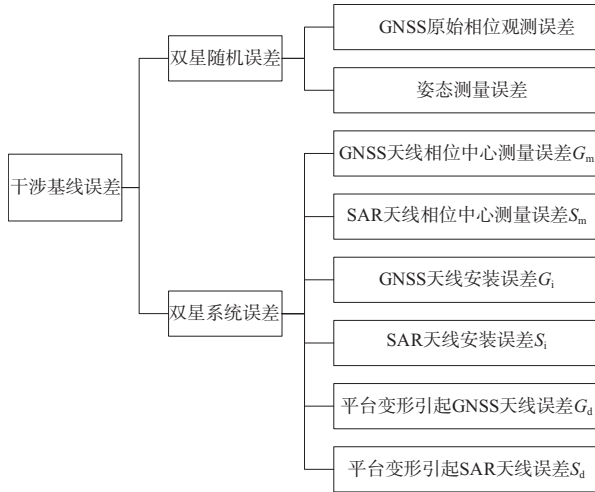 干涉基线误差
双星随机误差
GNSS原始相位观测误差
姿态测量误差
双星系统误差
GNSS天线相位中心测量误差Gm
SAR天线相位中心测量误差Sm
GNSS天线安装误差Gi
SAR天线安装误差Si
平台变形引起GNSS天线误差Gd
平台变形引起SAR天线误差Sd